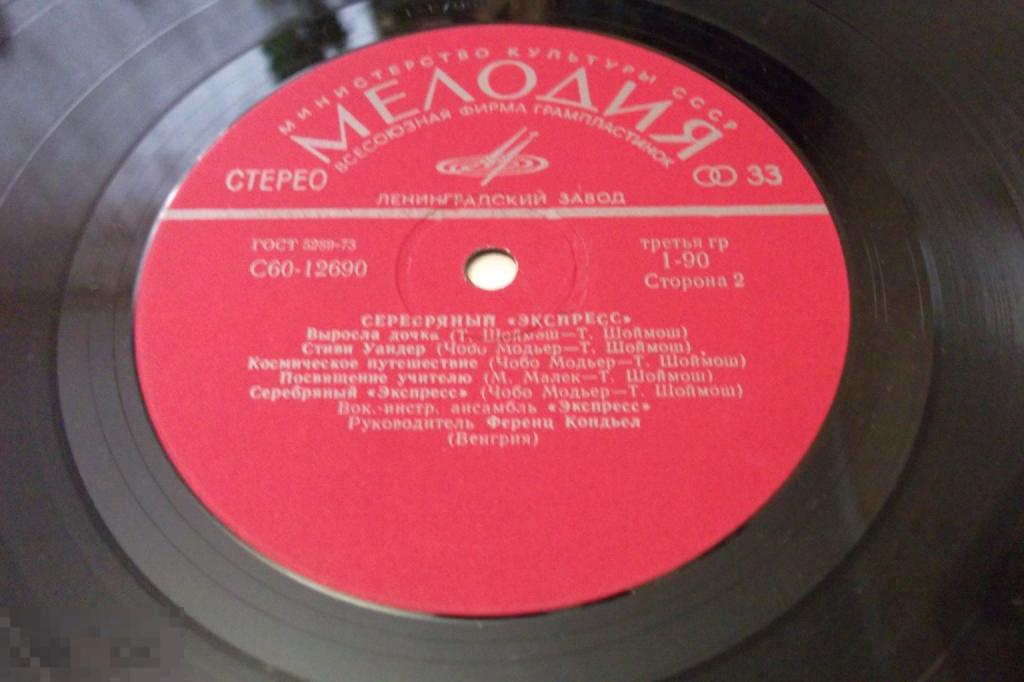 МИНИСТЕРСТВО КУЛЬТУРЫ СССР
МЕЛОДИЯ
ВСЕСОЮЗНАЯ ФИРМА ГРАМПЛАСТИНОК
СТЕРЕО
33
ЛЕНИНГРАДСКИЙ ЗАВОД
ГОСТ 5289-73
С60-12690
третья гр
1-90
Сторона 2
СЕРЕБРЯНЫЙ «ЭКСПРЕСС»
Выросла дочка (Т. Шоймош—Т. Шоймош)
Стиви Уандер (Чобо Модьер—Т. Шоймош)
Космическое путешествие (Чобо Модьер—Т. Шоймош)
Посвящение учителю (М. Малек—Т. Шоймош)
Серебряный «Экспресс» (Чобо Модьер—Т. Шоймош)
Вок.-инстр. ансамбль «Экспресс»
Руководитель Ференц Кондьел
(Венгрия)